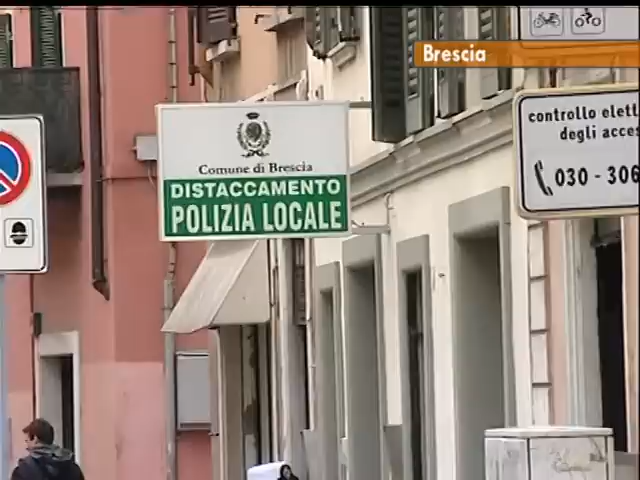 Brescia
Comune di Brescia
DISTACCAMENTO
POLIZIA LOCALE
controllo elett
degli acces
030 - 306